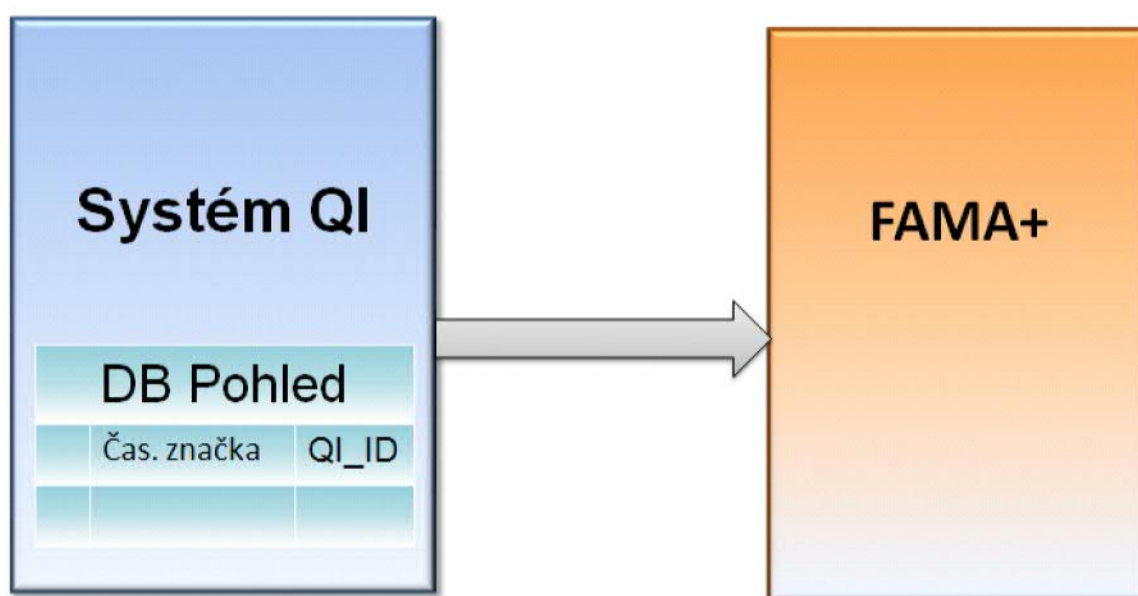 Systém QI
FAMA+
DB Pohled
Čas. značka QI_ID